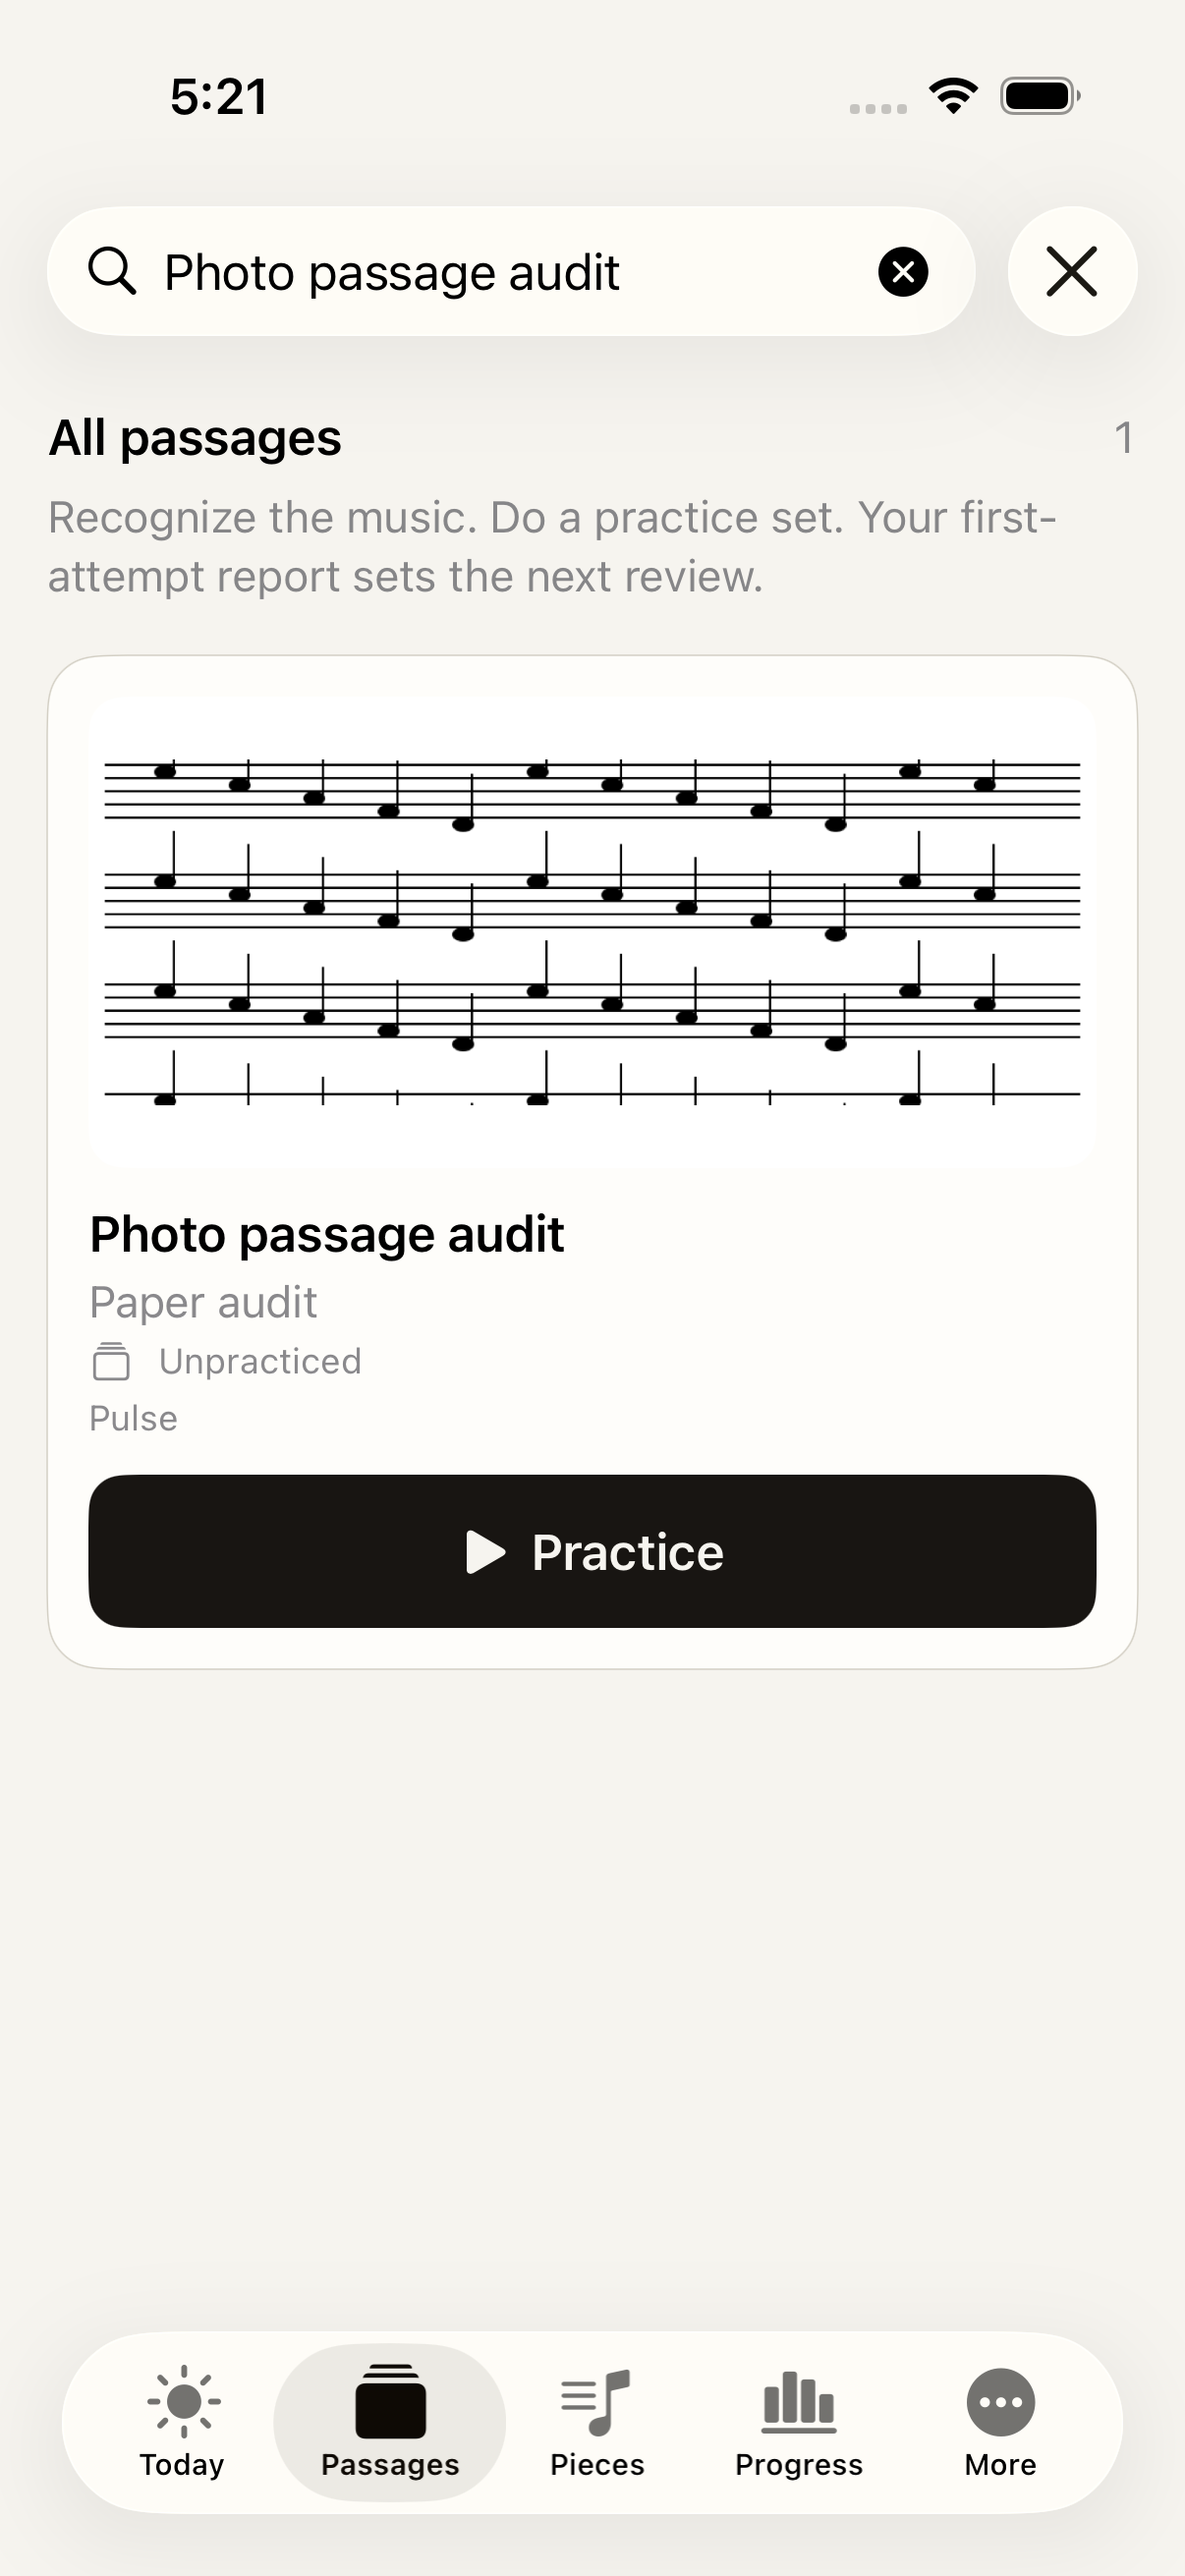 5:21
Photo passage audit
All passages
1
Recognize the music. Do a practice set. Your first-
attempt report sets the next review.
Photo passage audit
Paper audit
Unpracticed
Pulse
Practice
Today
Passages
Pieces
Progress
More